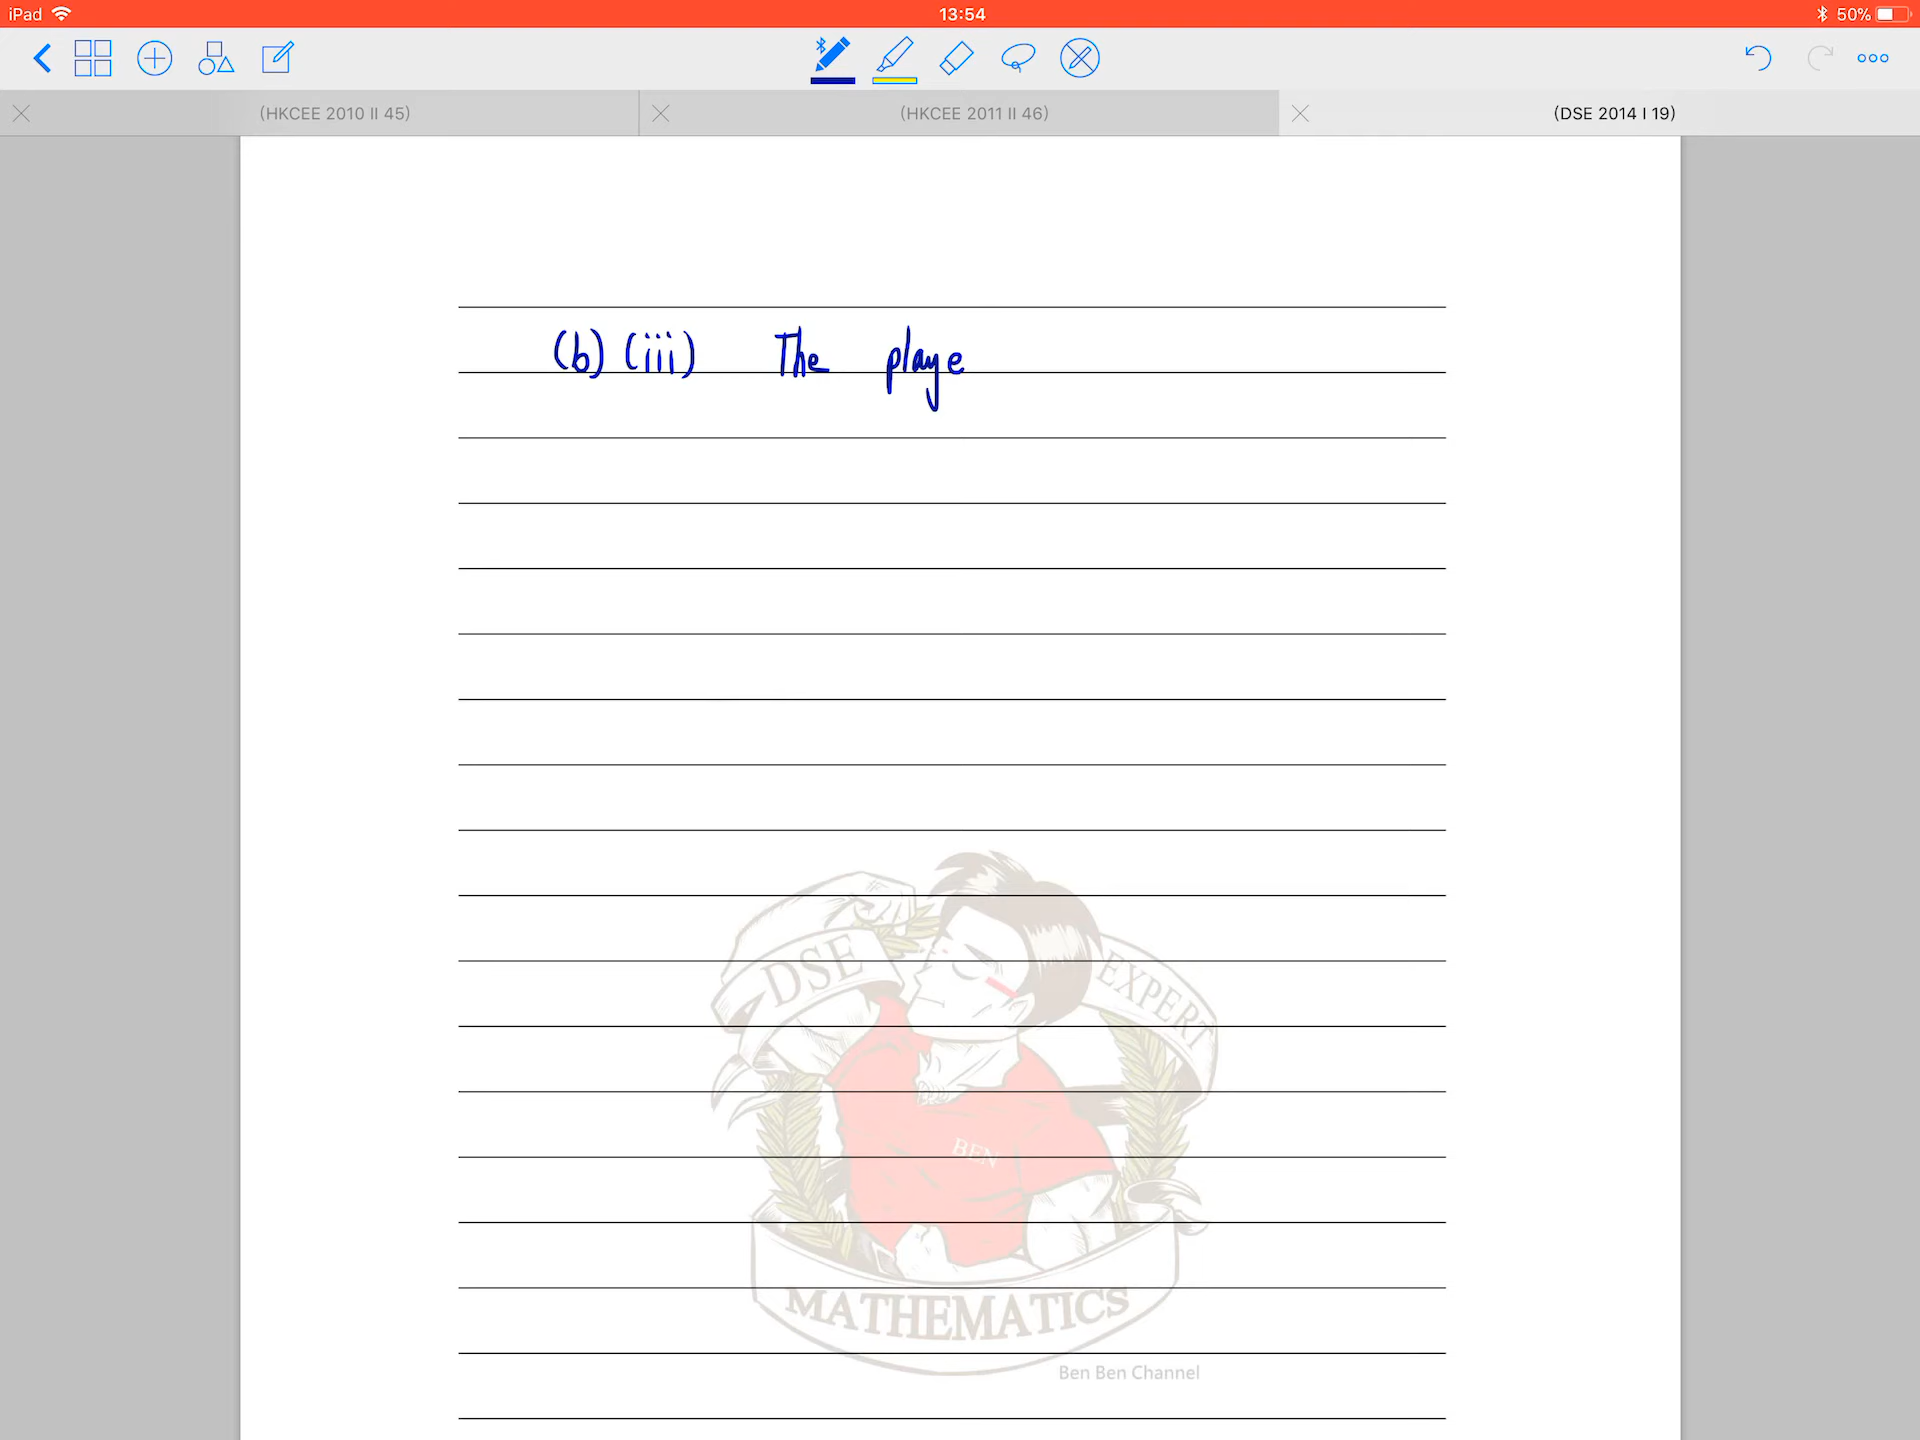 iPad 13:54 50%
(HKCEE 2010 II 45) (HKCEE 2011 II 46) (DSE 2014 I 19)
(b) (iii) The playe
DSE EXPERT
BEN
MATHEMATICS
Ben Ben Channel